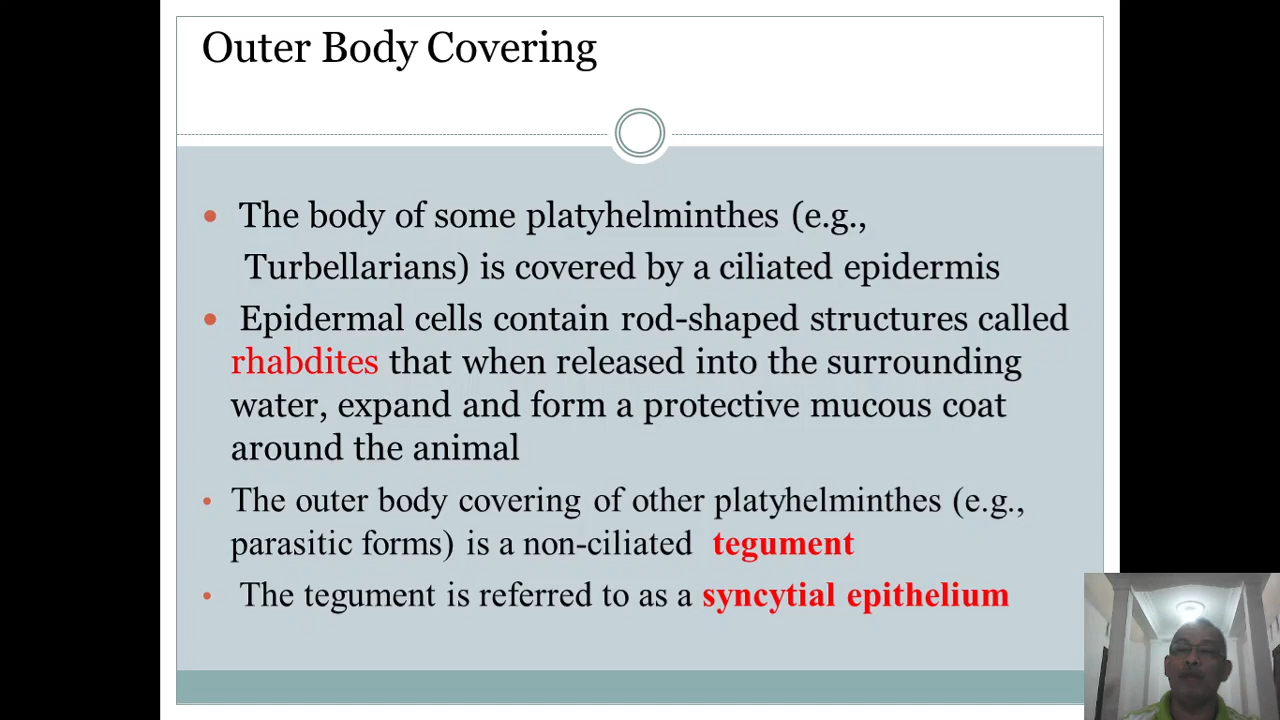 Outer Body Covering
• The body of some platyhelminthes (e.g.,
Turbellarians) is covered by a ciliated epidermis
• Epidermal cells contain rod-shaped structures called
rhabdites that when released into the surrounding
water, expand and form a protective mucous coat
around the animal
• The outer body covering of other platyhelminthes (e.g.,
parasitic forms) is a non-ciliated tegument
• The tegument is referred to as a syncytial epithelium